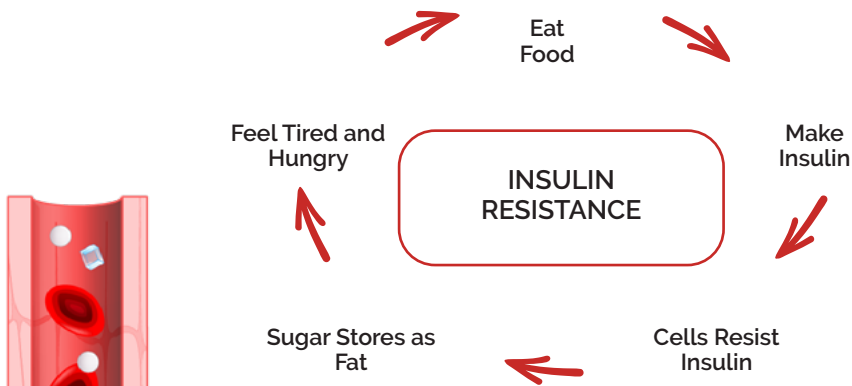 Eat
Food
Make
Insulin
Cells Resist
Insulin
Sugar Stores as
Fat
Feel Tired and
Hungry
INSULIN
RESISTANCE